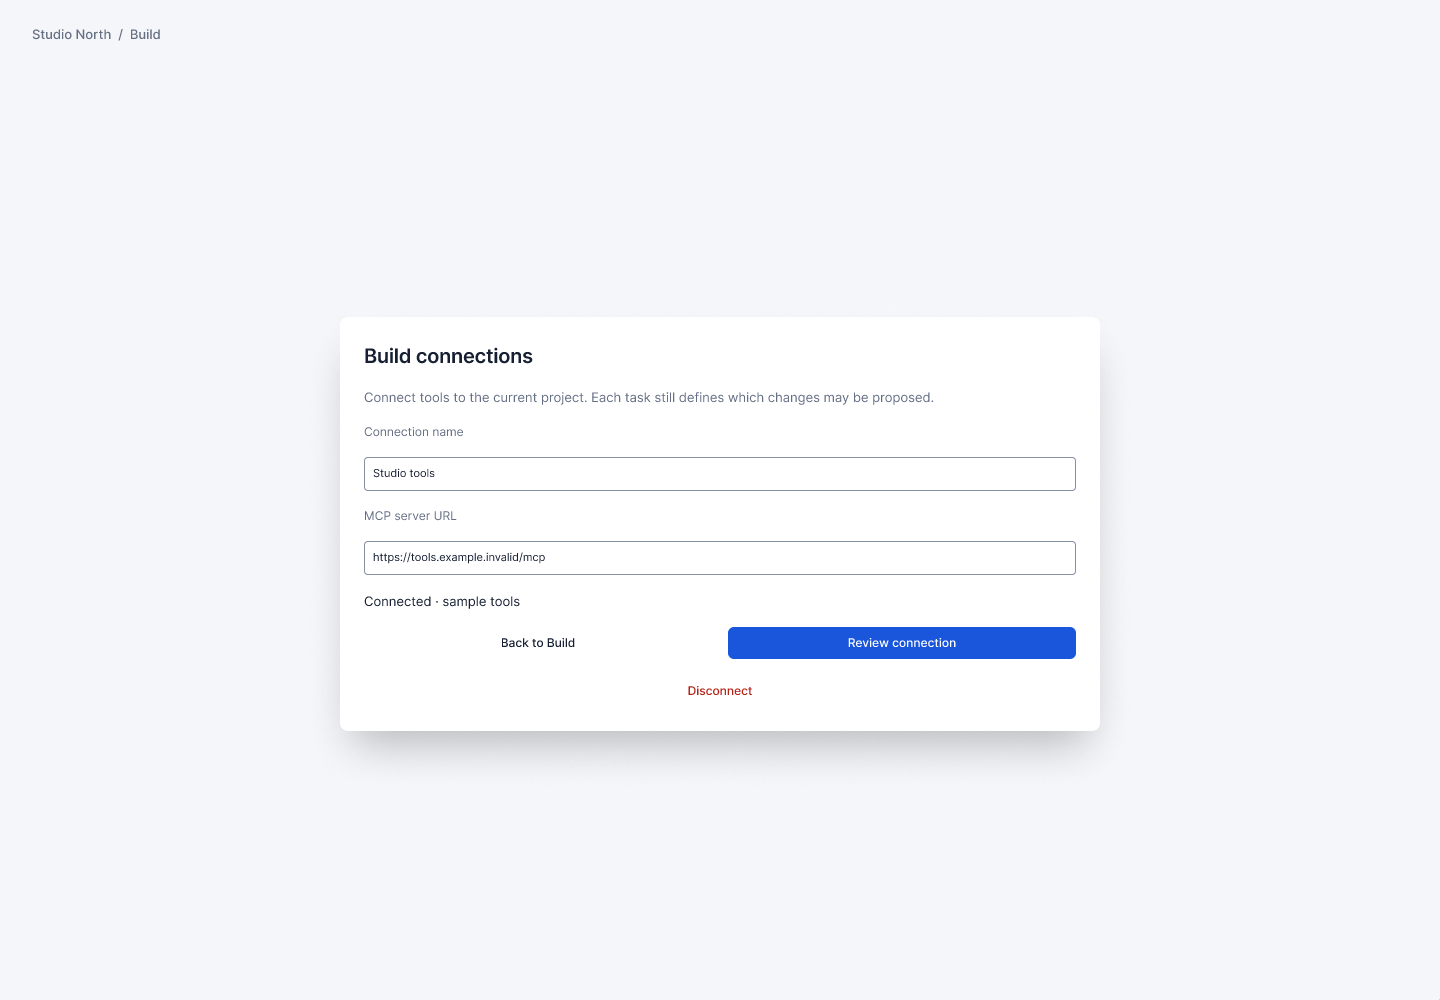 Studio North / Build
Build connections
Connect tools to the current project. Each task still defines which changes may be proposed.
Connection name
Studio tools
MCP server URL
https://tools.example.invalid/mcp
Connected · sample tools
Back to Build
Review connection
Disconnect